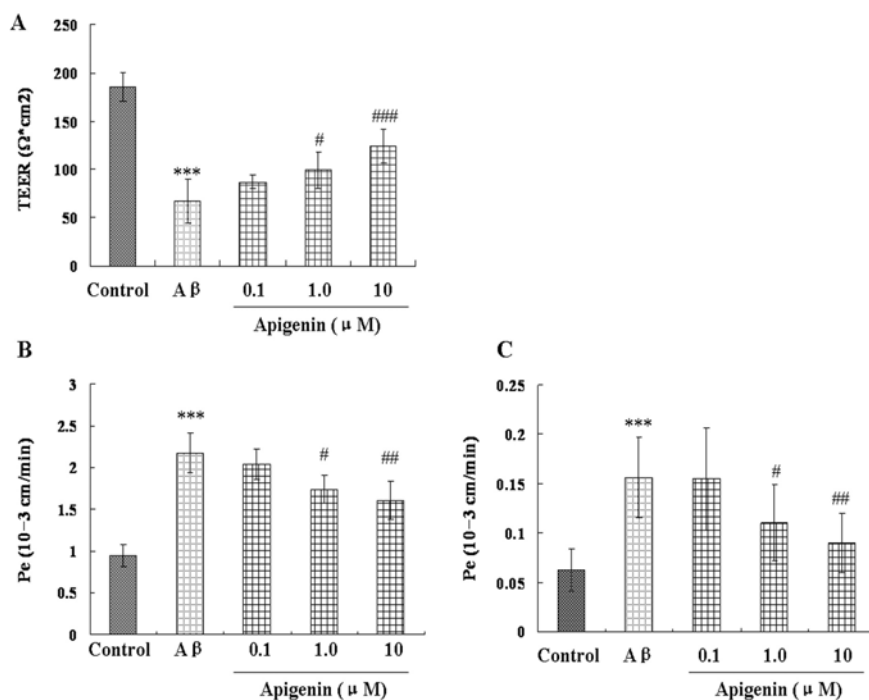 A
TEER (Ω*cm2)
250
200
150
100
50
0
***
#
###
Control A β 0.1 1.0 10
Apigenin ( μ M)
B
Pe (10−3 cm/min)
3
2.5
2
1.5
1
0.5
0
***
#
##
Control A β 0.1 1.0 10
Apigenin ( μ M)
C
Pe (10−3 cm/min)
0.25
0.2
0.15
0.1
0.05
0
***
#
##
Control A β 0.1 1.0 10
Apigenin ( μ M)